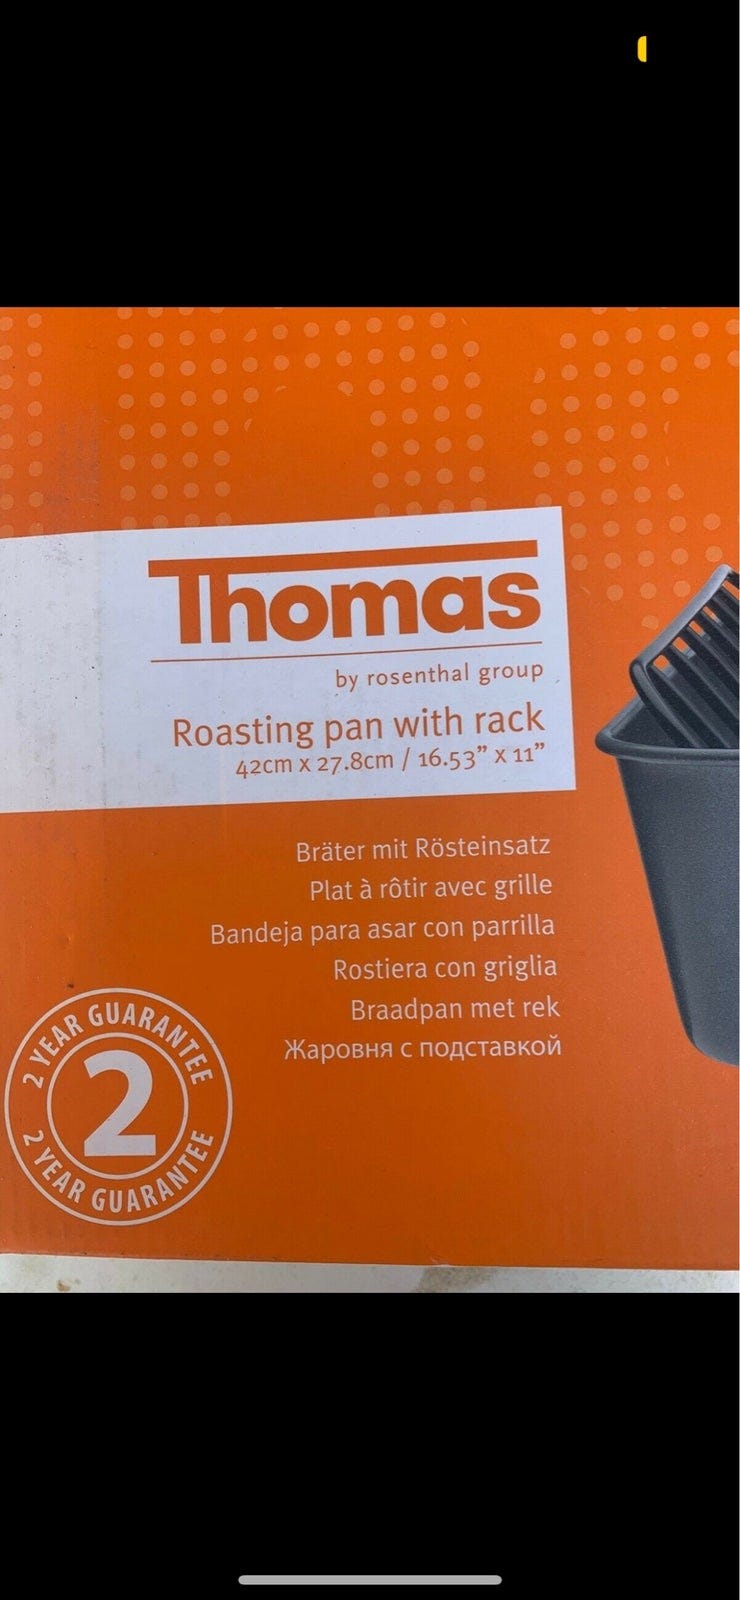 Thomas
by rosenthal group
Roasting pan with rack
42cm x 27.8cm / 16.53” x 11”
Bräter mit Rösteinsatz
Plat à rôtir avec grille
Bandeja para asar con parrilla
Rostiera con griglia
Braadpan met rek
Жаровня с подставкой
2 YEAR GUARANTEE
2
2 YEAR GUARANTEE